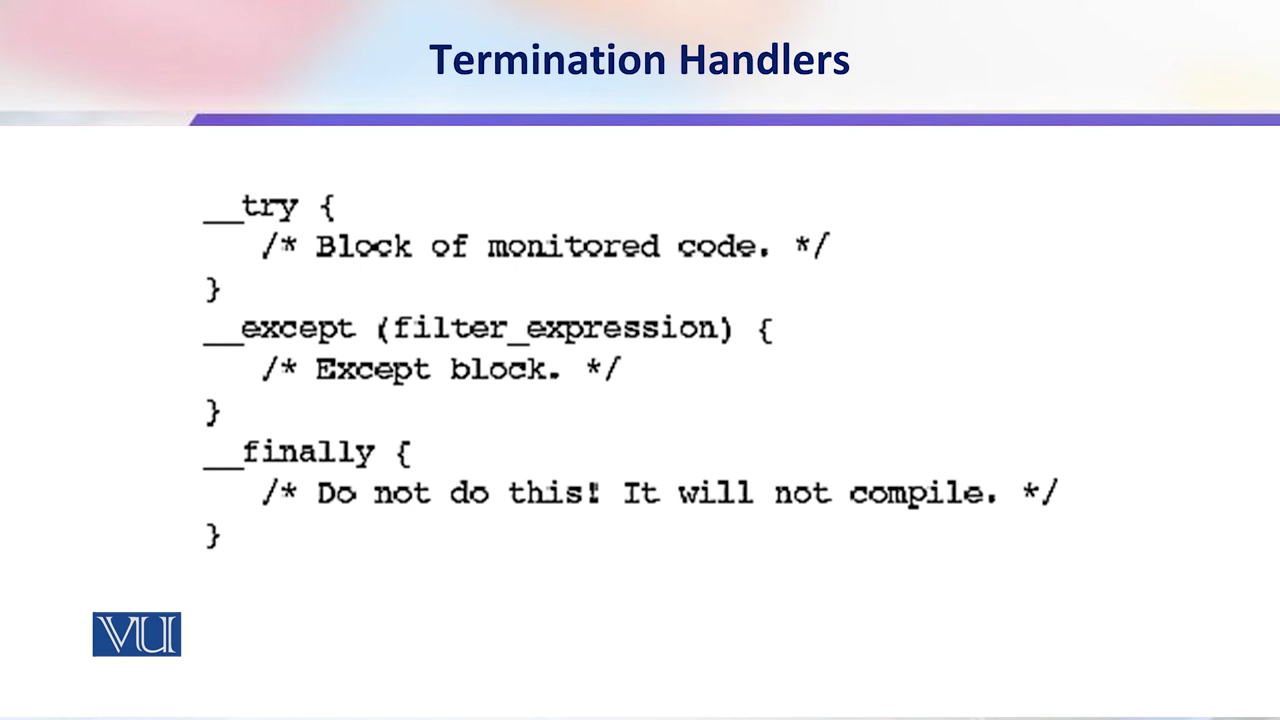 Termination Handlers
__try {
/* Block of monitored code. */
}
__except (filter_expression) {
/* Except block. */
}
__finally {
/* Do not do this! It will not compile. */
}
VU